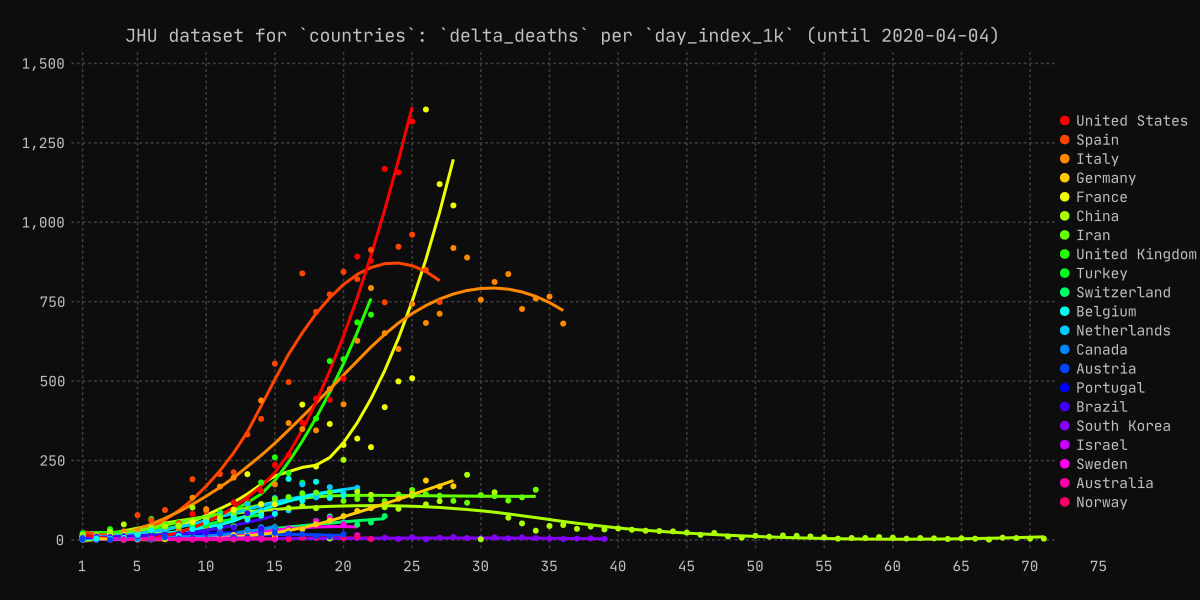 JHU dataset for `countries`: `delta_deaths` per `day_index_1k` (until 2020-04-04)
1,500
1,250
1,000
750
500
250
0
1 5 10 15 20 25 30 35 40 45 50 55 60 65 70 75
United States
Spain
Italy
Germany
France
China
Iran
United Kingdom
Turkey
Switzerland
Belgium
Netherlands
Canada
Austria
Portugal
Brazil
South Korea
Israel
Sweden
Australia
Norway